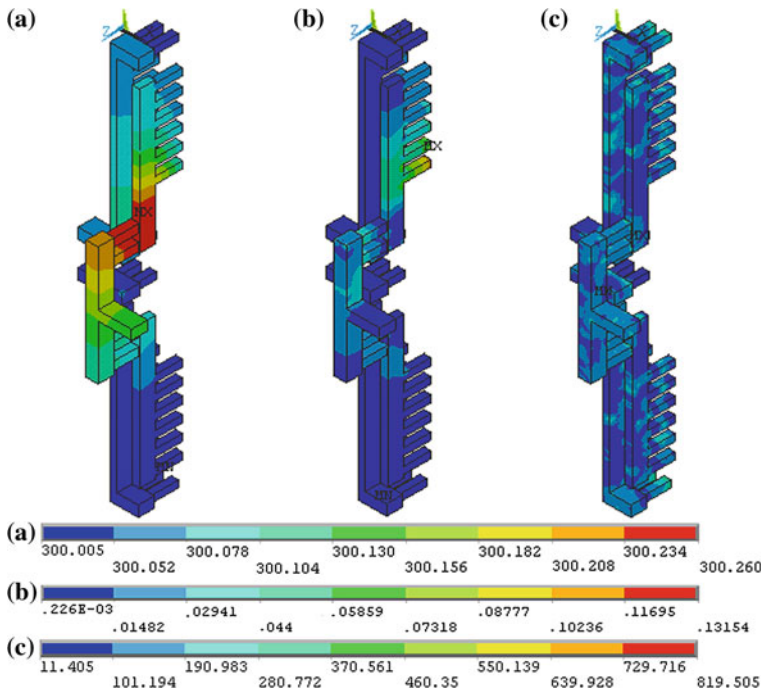 (a)
(b)
(c)
Z
Z
Z
MX
MX
MX
MN
MN
MN
(a)
300.005 300.078 300.130 300.182 300.234
300.052 300.104 300.156 300.208 300.260
(b)
.226E-03 .02941 .05859 .08777 .11695
.01482 .044 .07318 .10236 .13154
(c)
11.405 190.983 370.561 550.139 729.716
101.194 280.772 460.35 639.928 819.505